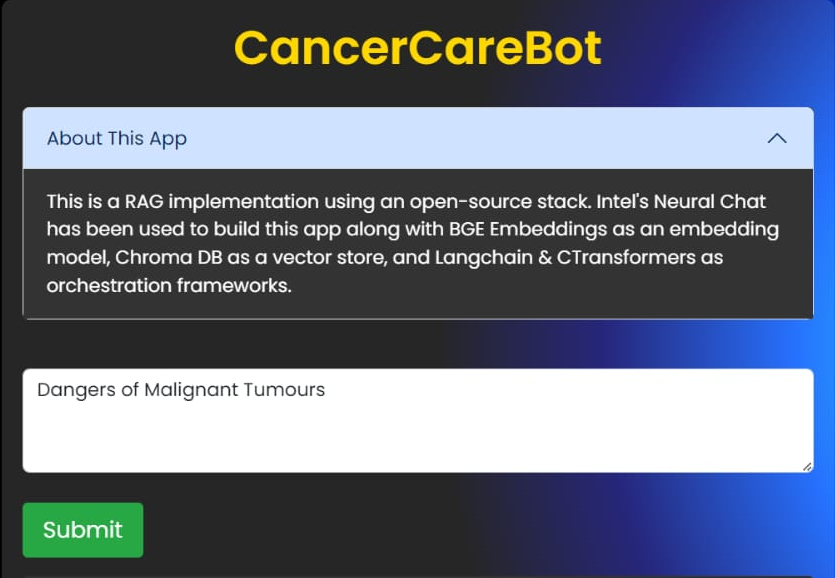 CancerCareBot
About This App
This is a RAG implementation using an open-source stack. Intel's Neural Chat
has been used to build this app along with BGE Embeddings as an embedding
model, Chroma DB as a vector store, and Langchain & CTransformers as
orchestration frameworks.
Dangers of Malignant Tumours
Submit